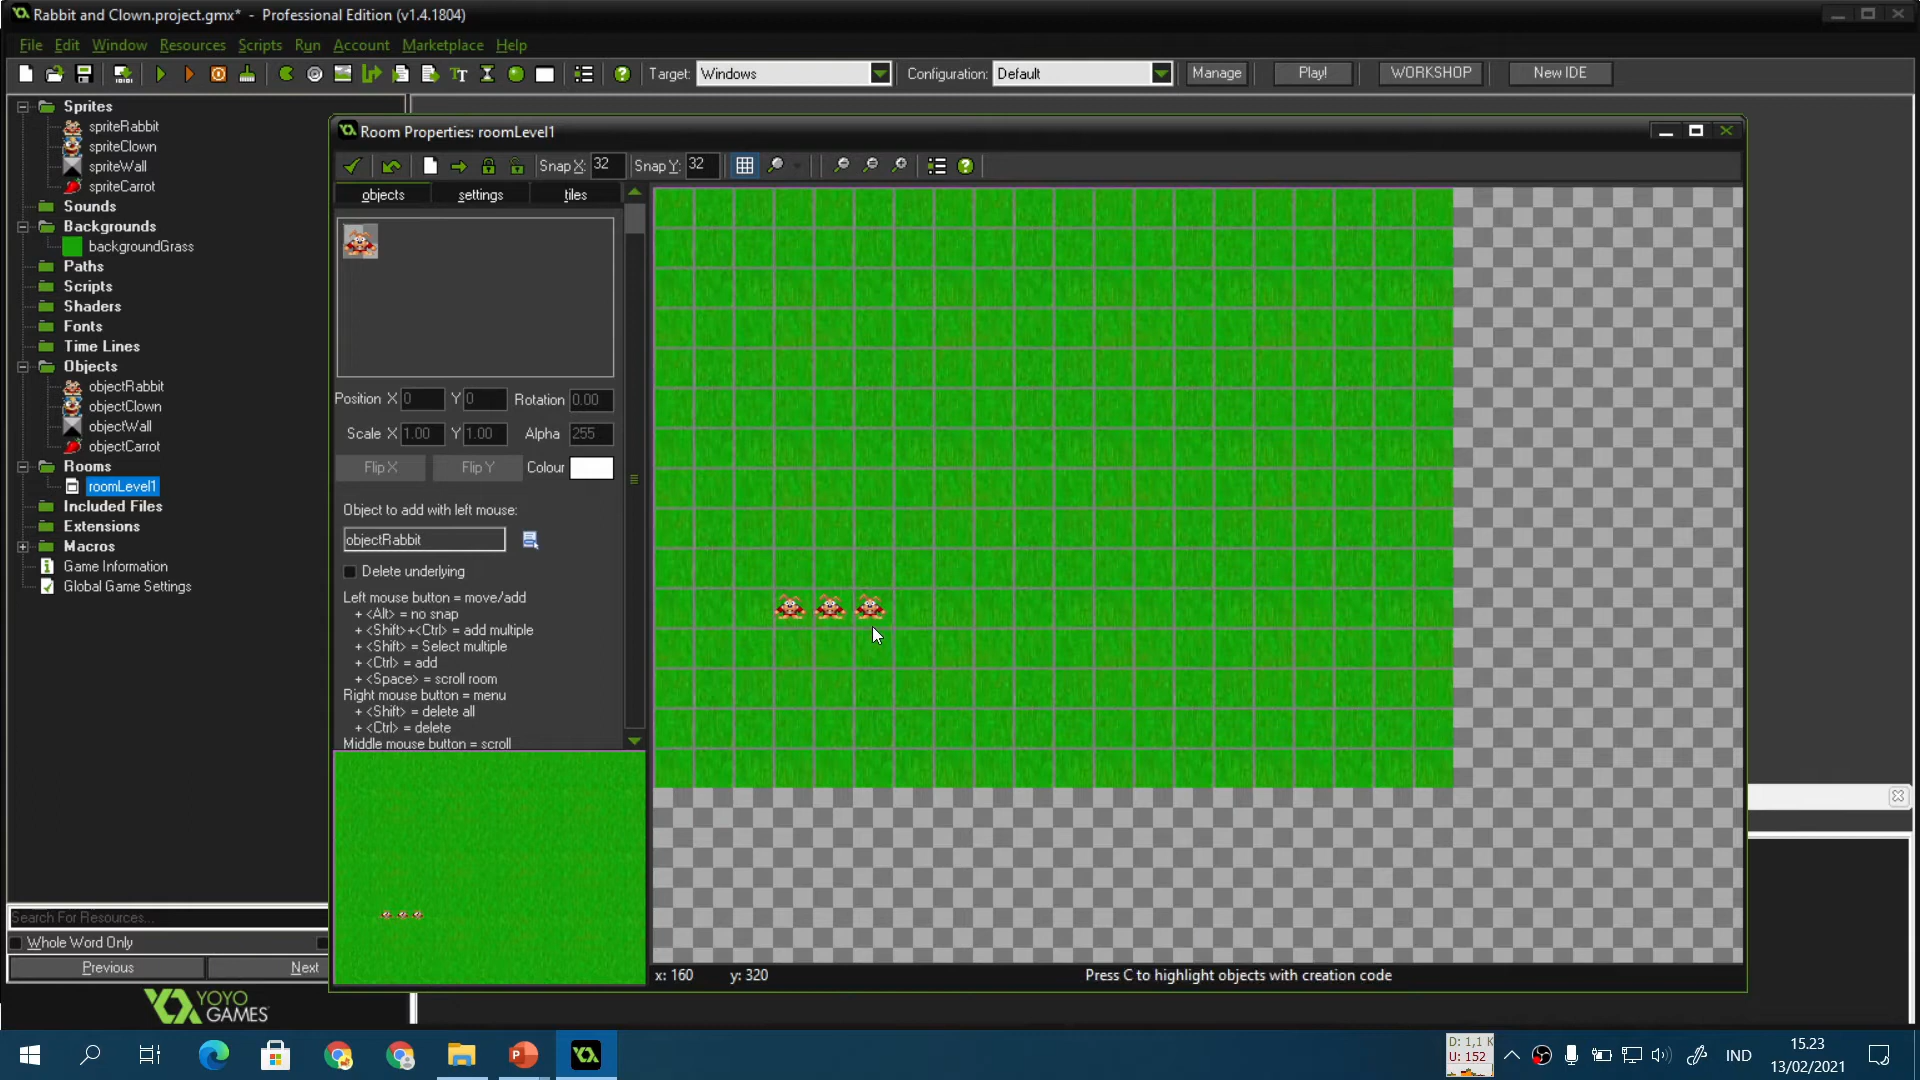 Rabbit and Clown.project.gmx* - Professional Edition (v1.4.1804)
File Edit Window Resources Scripts Run Account Marketplace Help
Target: Windows Configuration: Default Manage Play! WORKSHOP New IDE
Sprites
spriteRabbit
spriteClown
spriteWall
spriteCarrot
Sounds
Backgrounds
backgroundGrass
Paths
Scripts
Shaders
Fonts
Time Lines
Objects
objectRabbit
objectClown
objectWall
objectCarrot
Rooms
roomLevel1
Included Files
Extensions
Macros
Game Information
Global Game Settings
Search For Resources...
Whole Word Only
Previous Next
YOYO
GAMES
Room Properties: roomLevel1
Snap X: 32 Snap Y: 32
objects settings tiles
Position X 0 Y 0 Rotation 0.00
Scale X 1.00 Y 1.00 Alpha 255
Flip X Flip Y Colour
Object to add with left mouse:
objectRabbit
Delete underlying
Left mouse button = move/add
+ <Alt> = no snap
+ <Shift>+<Ctrl> = add multiple
+ <Shift> = Select multiple
+ <Ctrl> = add
+ <Space> = scroll room
Right mouse button = menu
+ <Shift> = delete all
+ <Ctrl> = delete
Middle mouse button = scroll
x: 160 y: 320 Press C to highlight objects with creation code
D: 1,1 K
U: 152
IND
15.23
13/02/2021